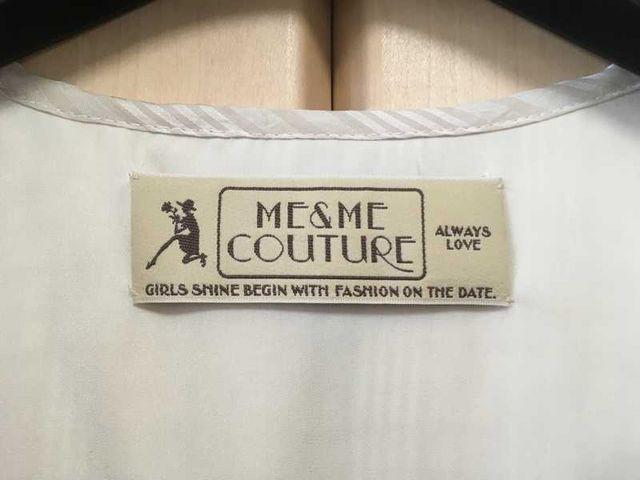 ME&ME
COUTURE
ALWAYS
LOVE
GIRLS SHINE BEGIN WITH FASHION ON THE DATE.